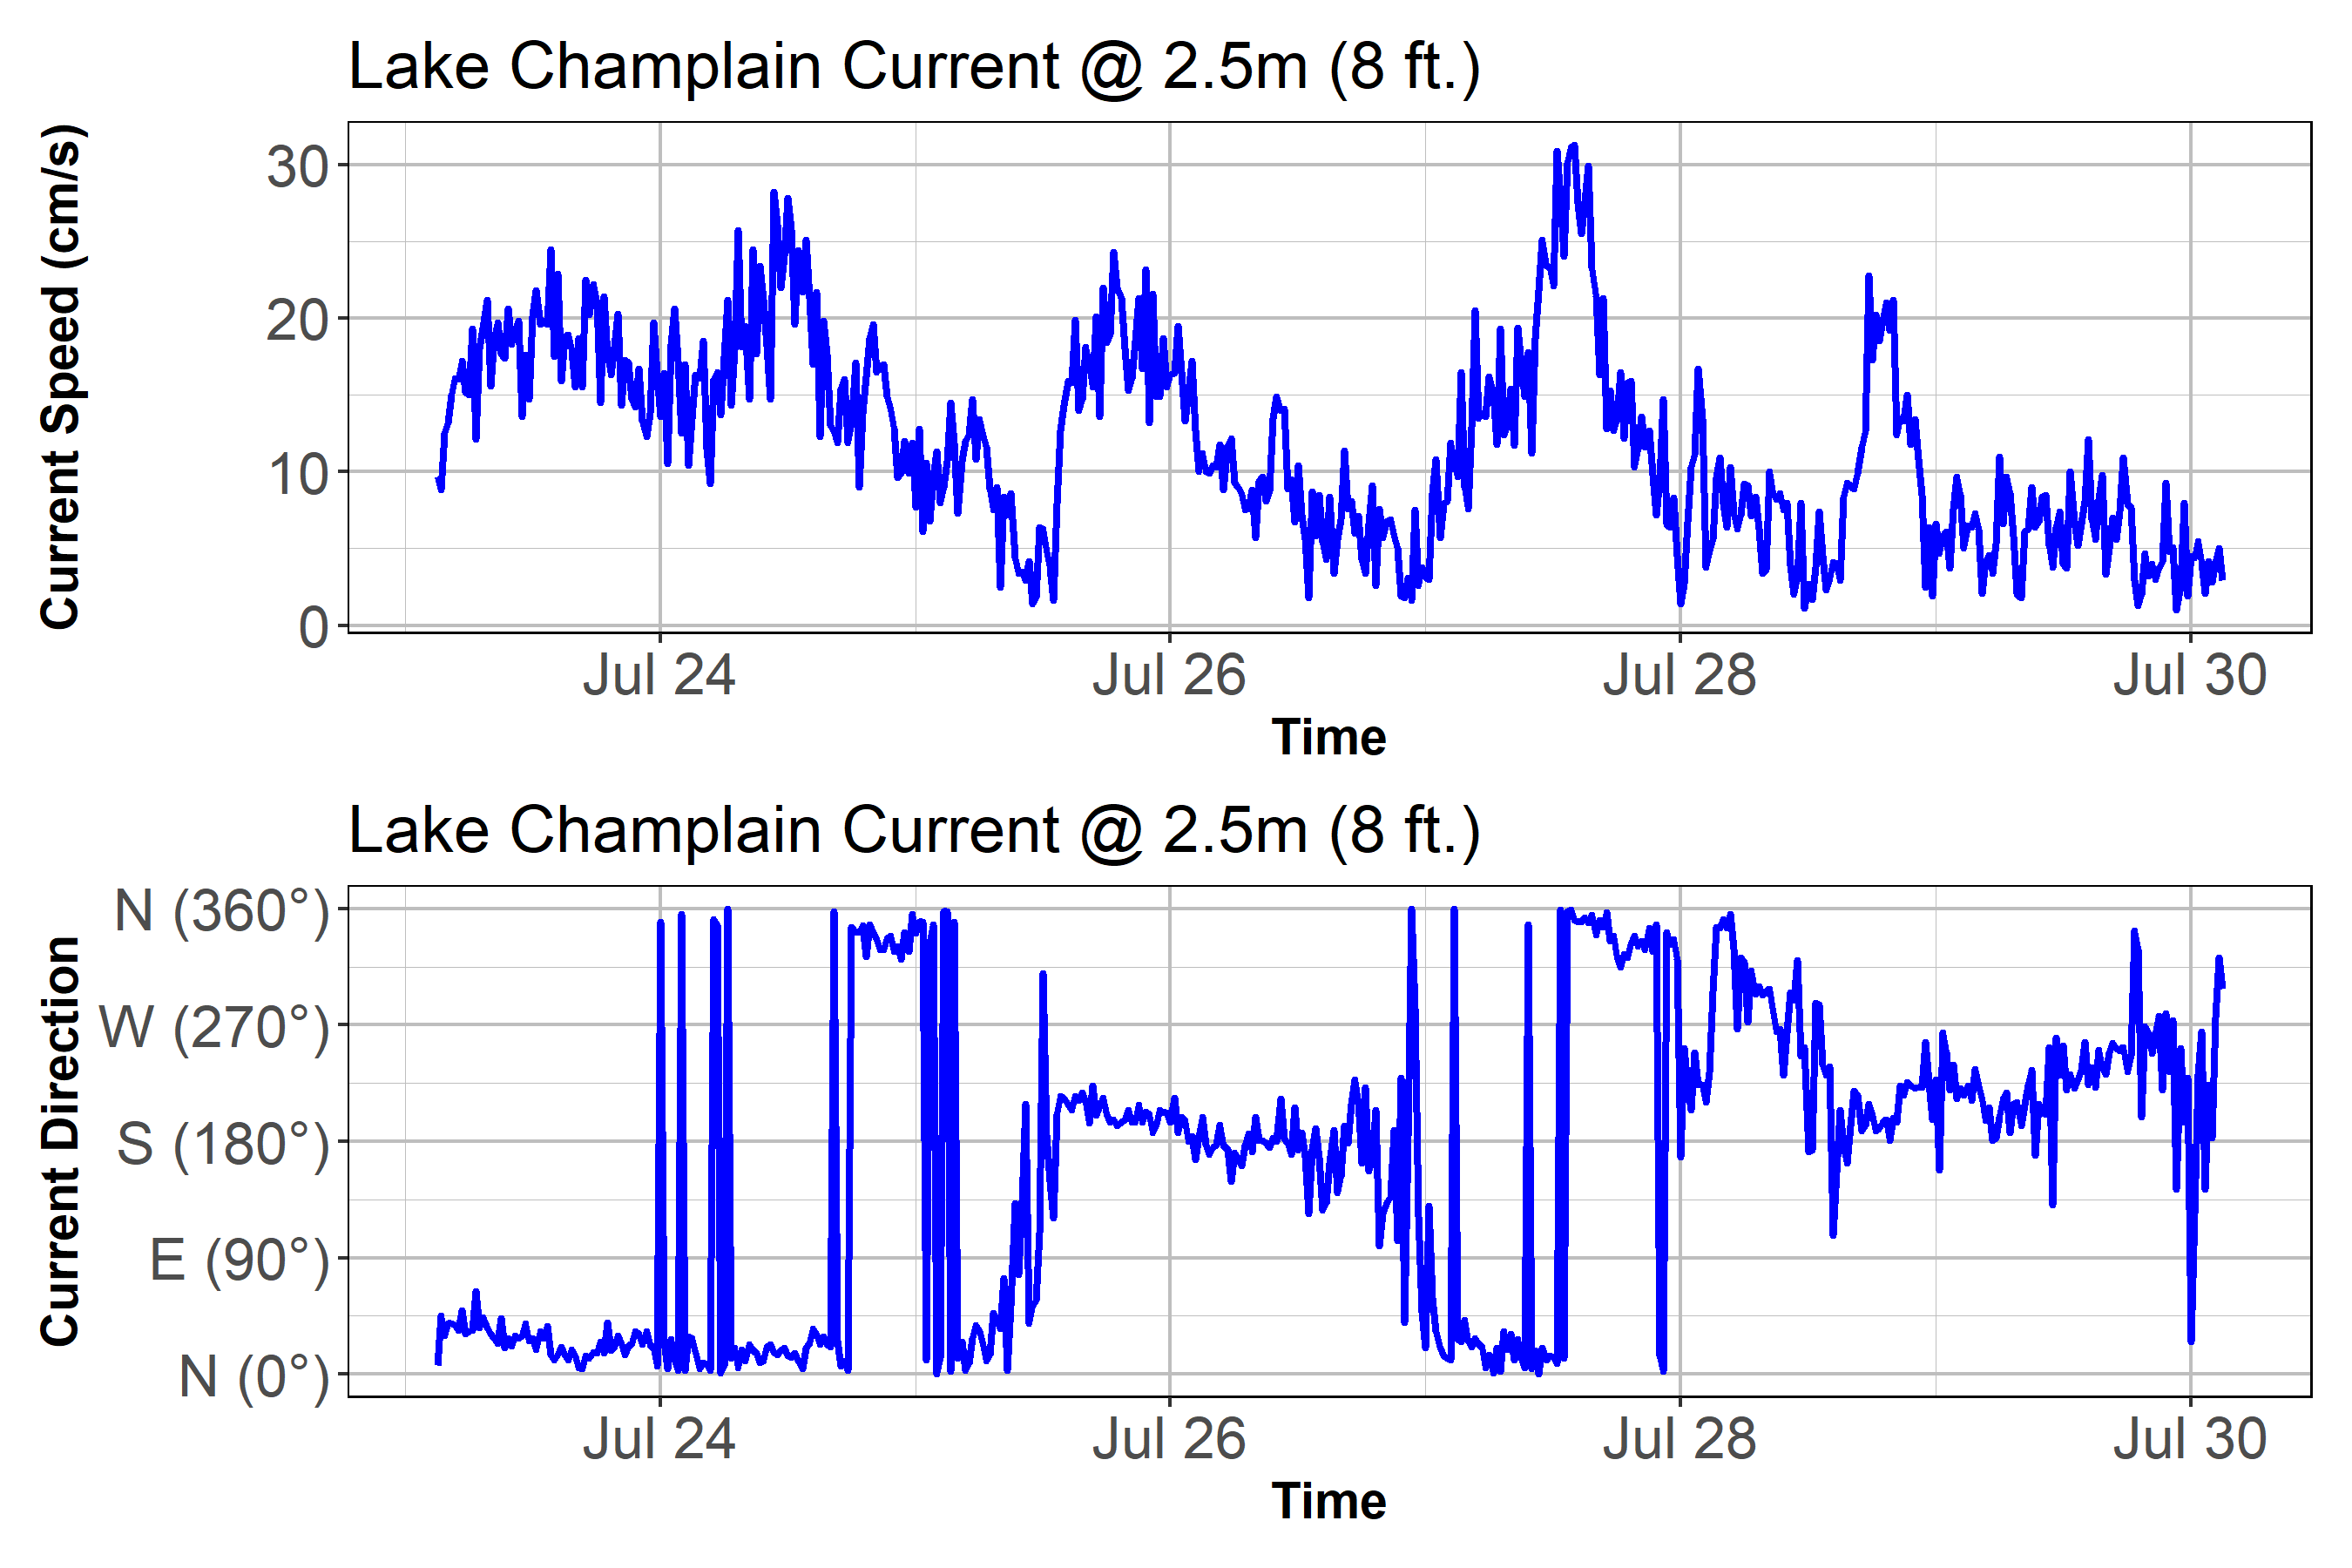 Lake Champlain Current @ 2.5m (8 ft.)
Current Speed (cm/s)
30
20
10
0
Jul 24 Jul 26 Jul 28 Jul 30
Time
Lake Champlain Current @ 2.5m (8 ft.)
Current Direction
N (360°)
W (270°)
S (180°)
E (90°)
N (0°)
Jul 24 Jul 26 Jul 28 Jul 30
Time